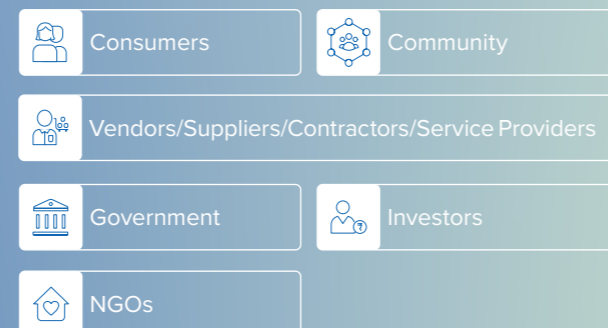 Consumers
Community
Vendors/Suppliers/Contractors/Service Providers
Government
Investors
NGOs